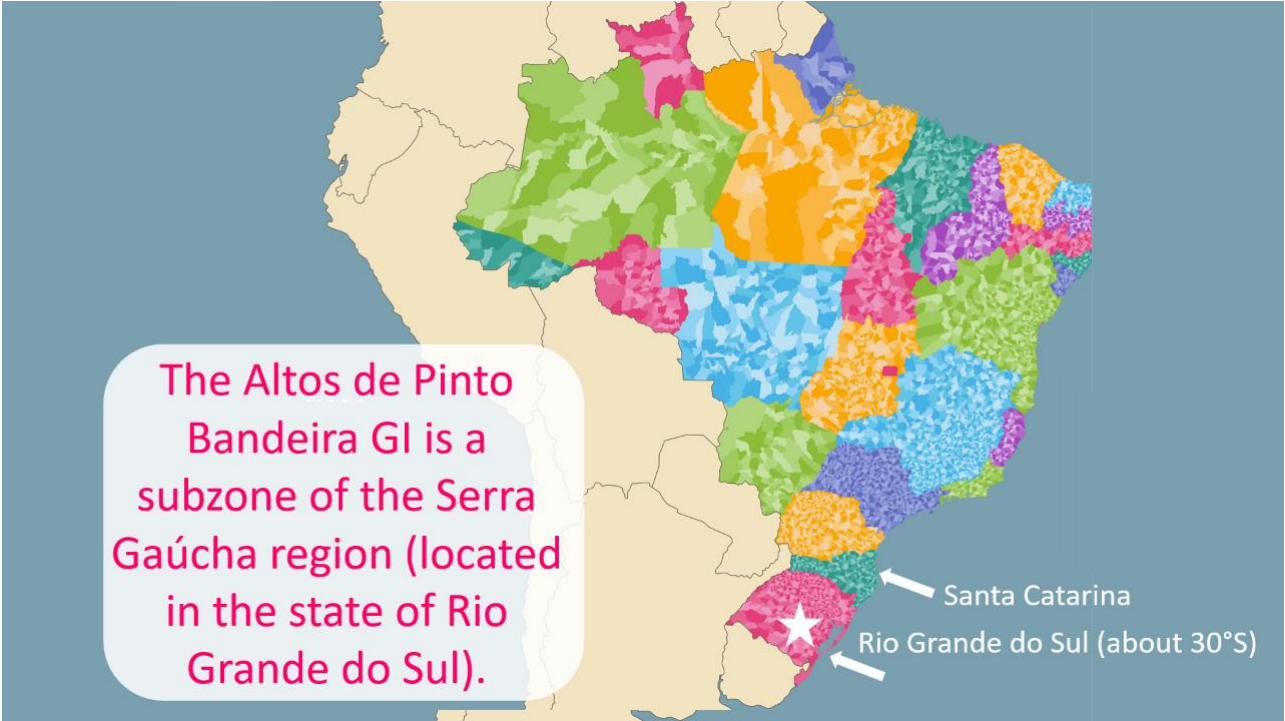 The Altos de Pinto
Bandeira GI is a
subzone of the Serra
Gaúcha region (located
in the state of Rio
Grande do Sul).
Santa Catarina
Rio Grande do Sul (about 30°S)